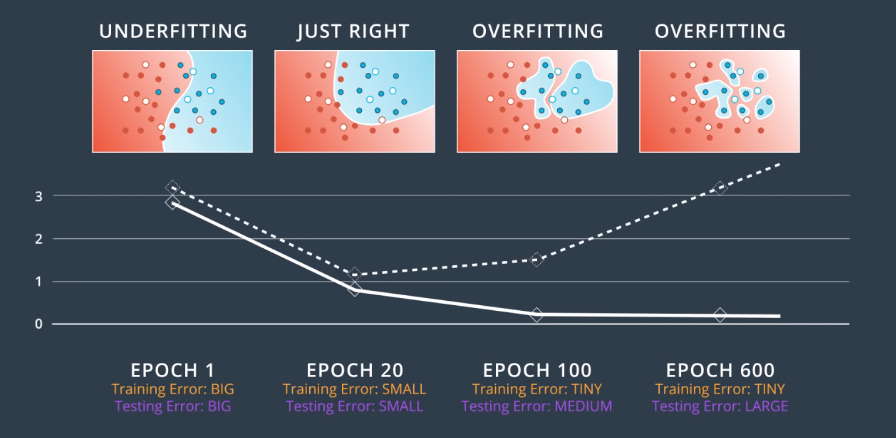 UNDERFITTING
JUST RIGHT
OVERFITTING
OVERFITTING
3
2
1
0
EPOCH 1
Training Error: BIG
Testing Error: BIG
EPOCH 20
Training Error: SMALL
Testing Error: SMALL
EPOCH 100
Training Error: TINY
Testing Error: MEDIUM
EPOCH 600
Training Error: TINY
Testing Error: LARGE